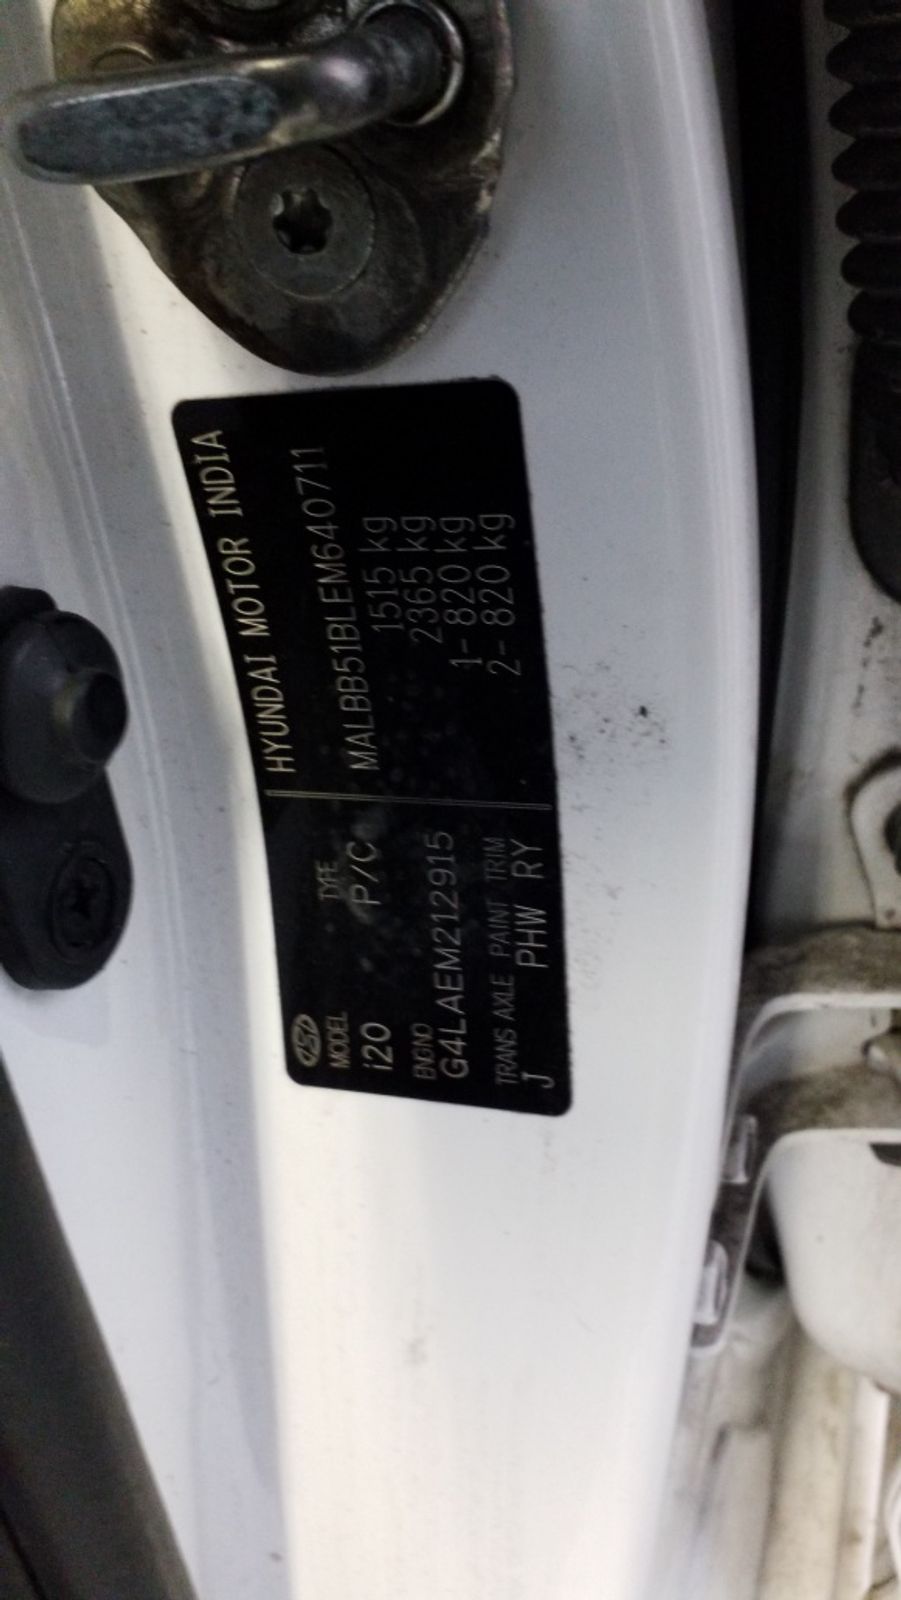 HYUNDAI MOTOR INDIA
MALBB51BLEM640711
1515 kg
2365 kg
1- 820 kg
2- 820 kg
MODEL TYPE
i20 P/C
ENGNO
G4LAEM212915
TRANS AXLE PAINT TRIM
J PHW RY